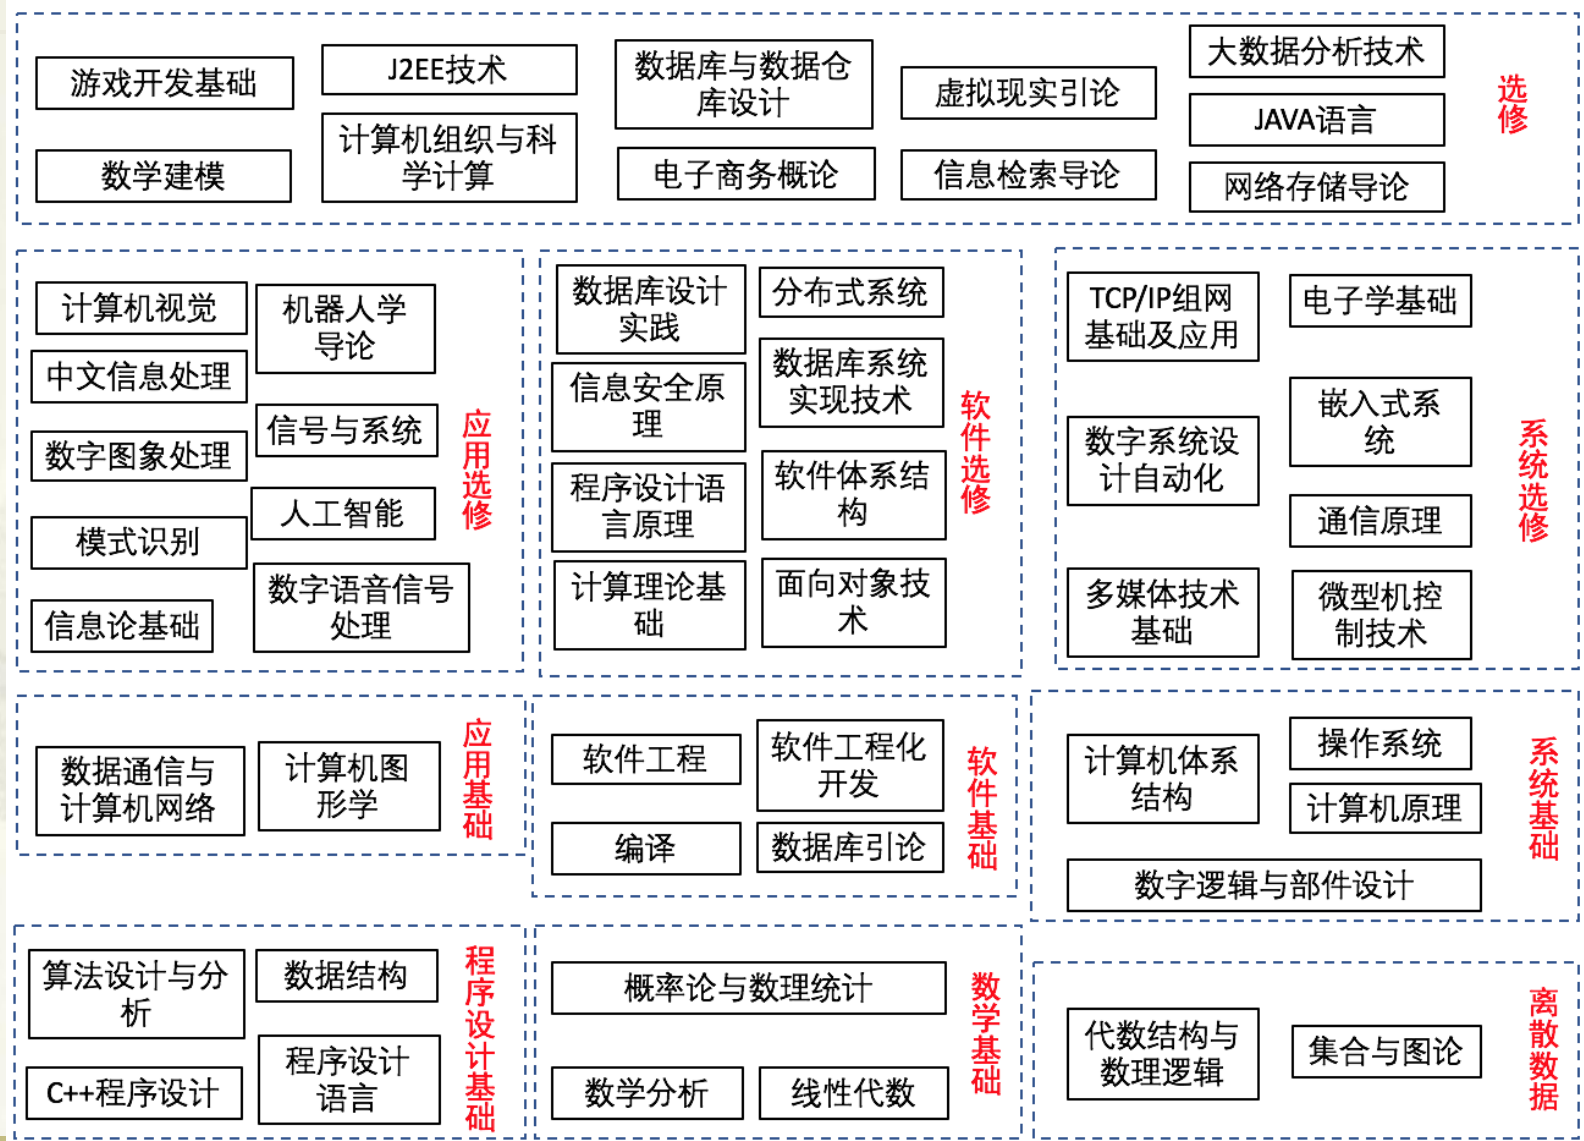 游戏开发基础
数学建模
J2EE技术
计算机组织与科
学计算
数据库与数据仓
库设计
电子商务概论
虚拟现实引论
信息检索导论
大数据分析技术
JAVA语言
网络存储导论
选修
计算机视觉
中文信息处理
数字图象处理
模式识别
信息论基础
机器人学
导论
信号与系统
人工智能
数字语音信号
处理
应用选修
数据库设计
实践
信息安全原
理
程序设计语
言原理
计算理论基
础
分布式系统
数据库系统
实现技术
软件体系结
构
面向对象技
术
软件选修
TCP/IP组网
基础及应用
数字系统设
计自动化
多媒体技术
基础
电子学基础
嵌入式系
统
通信原理
微型机控
制技术
系统选修
数据通信与
计算机网络
计算机图
形学
应用基础
软件工程
编译
软件工程化
开发
数据库引论
软件基础
计算机体系
结构
操作系统
计算机原理
数字逻辑与部件设计
系统基础
算法设计与分
析
C++程序设计
数据结构
程序设计
语言
程序设计基础
概率论与数理统计
数学分析
线性代数
数学基础
代数结构与
数理逻辑
集合与图论
离散数据